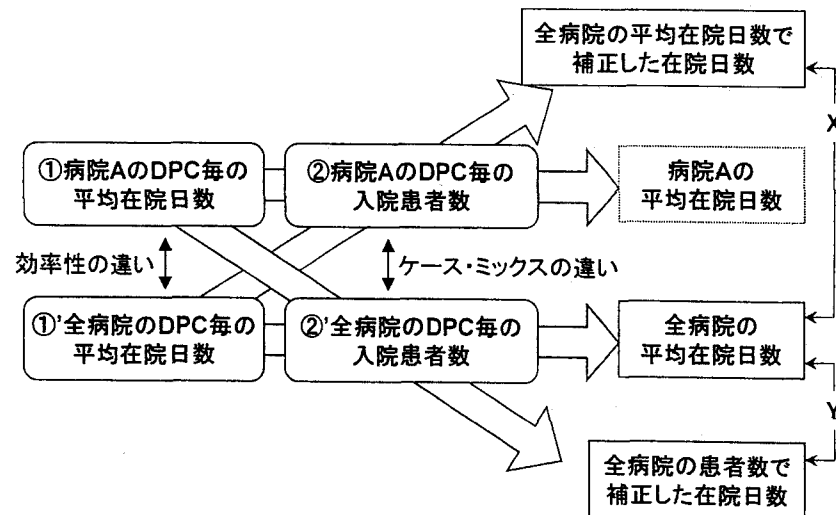 全病院の平均在院日数で
補正した在院日数
X
①病院AのDPC毎の
平均在院日数
②病院AのDPC毎の
入院患者数
病院Aの
平均在院日数
効率性の違い
ケース・ミックスの違い
①'全病院のDPC毎の
平均在院日数
②'全病院のDPC毎の
入院患者数
全病院の
平均在院日数
Y
全病院の患者数で
補正した在院日数